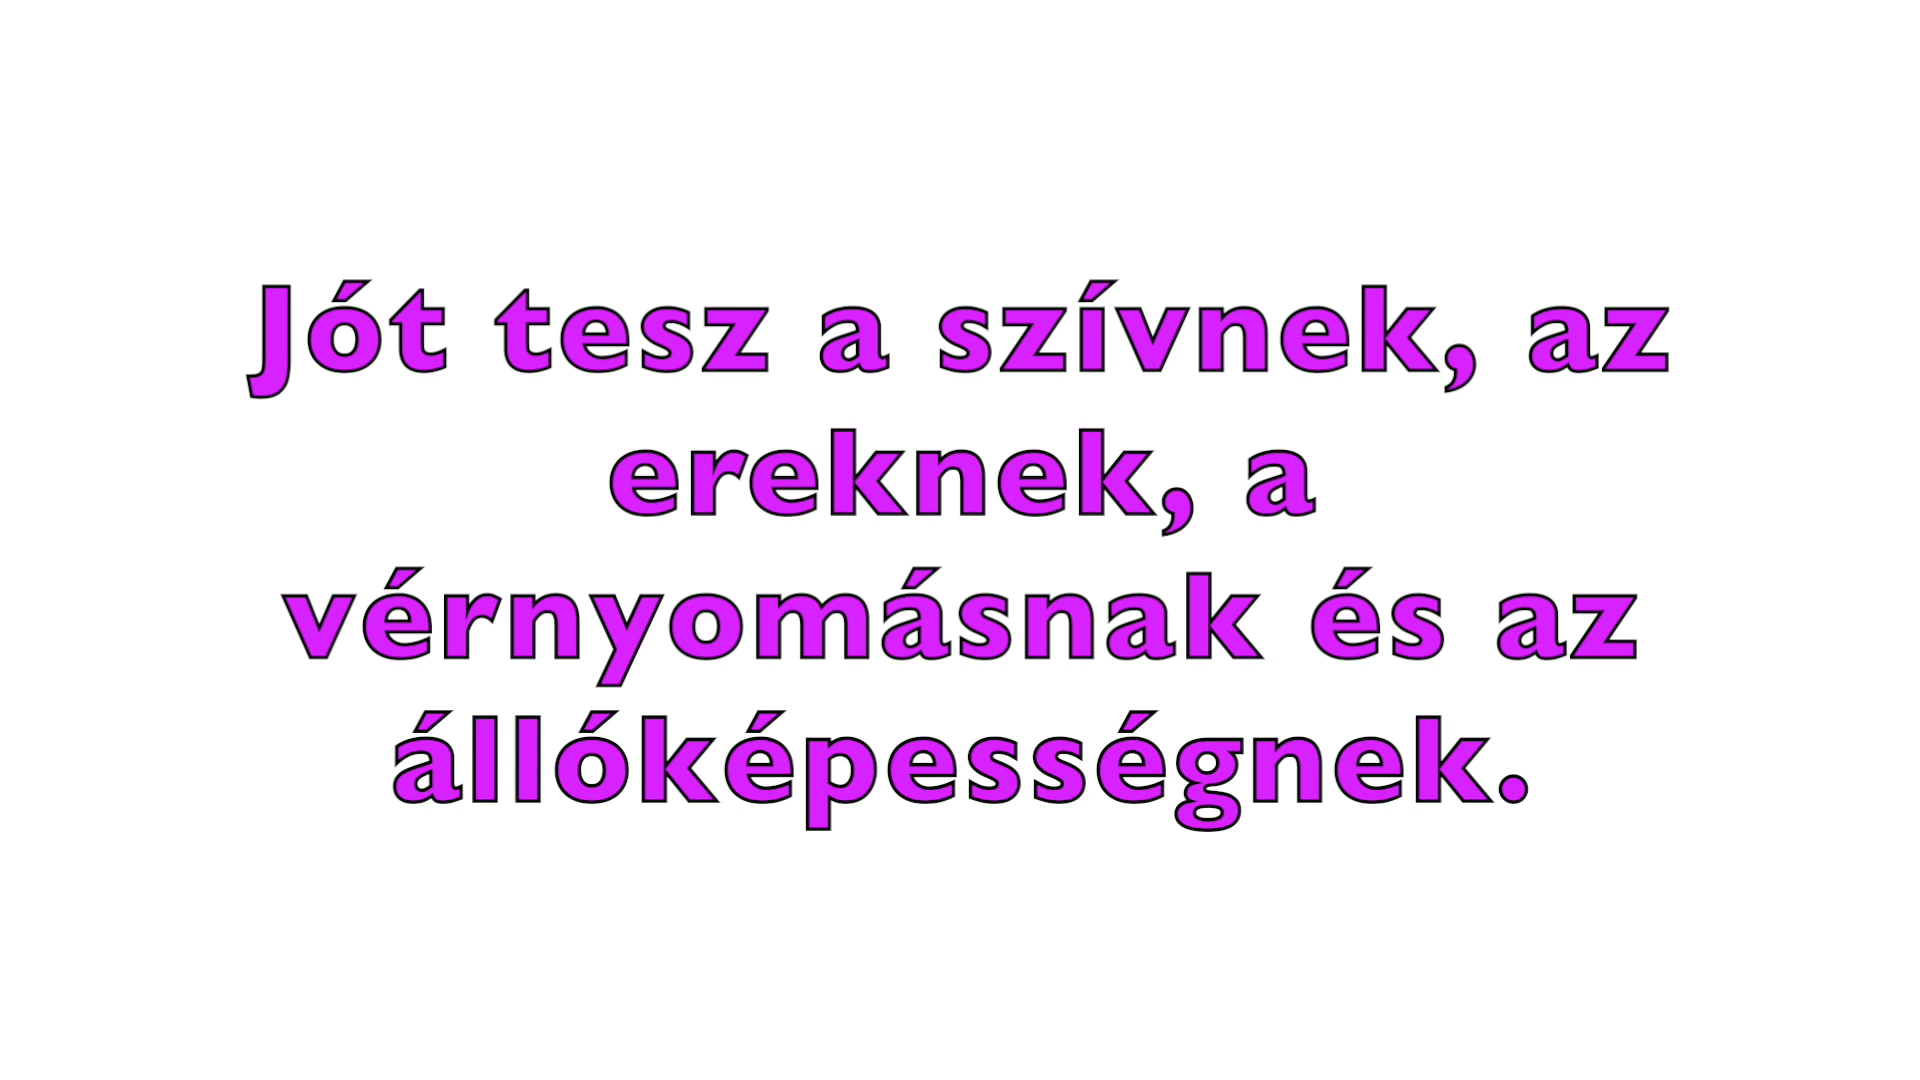 Jót tesz a szívnek, az
ereknek, a
vérnyomásnak és az
állóképességnek.